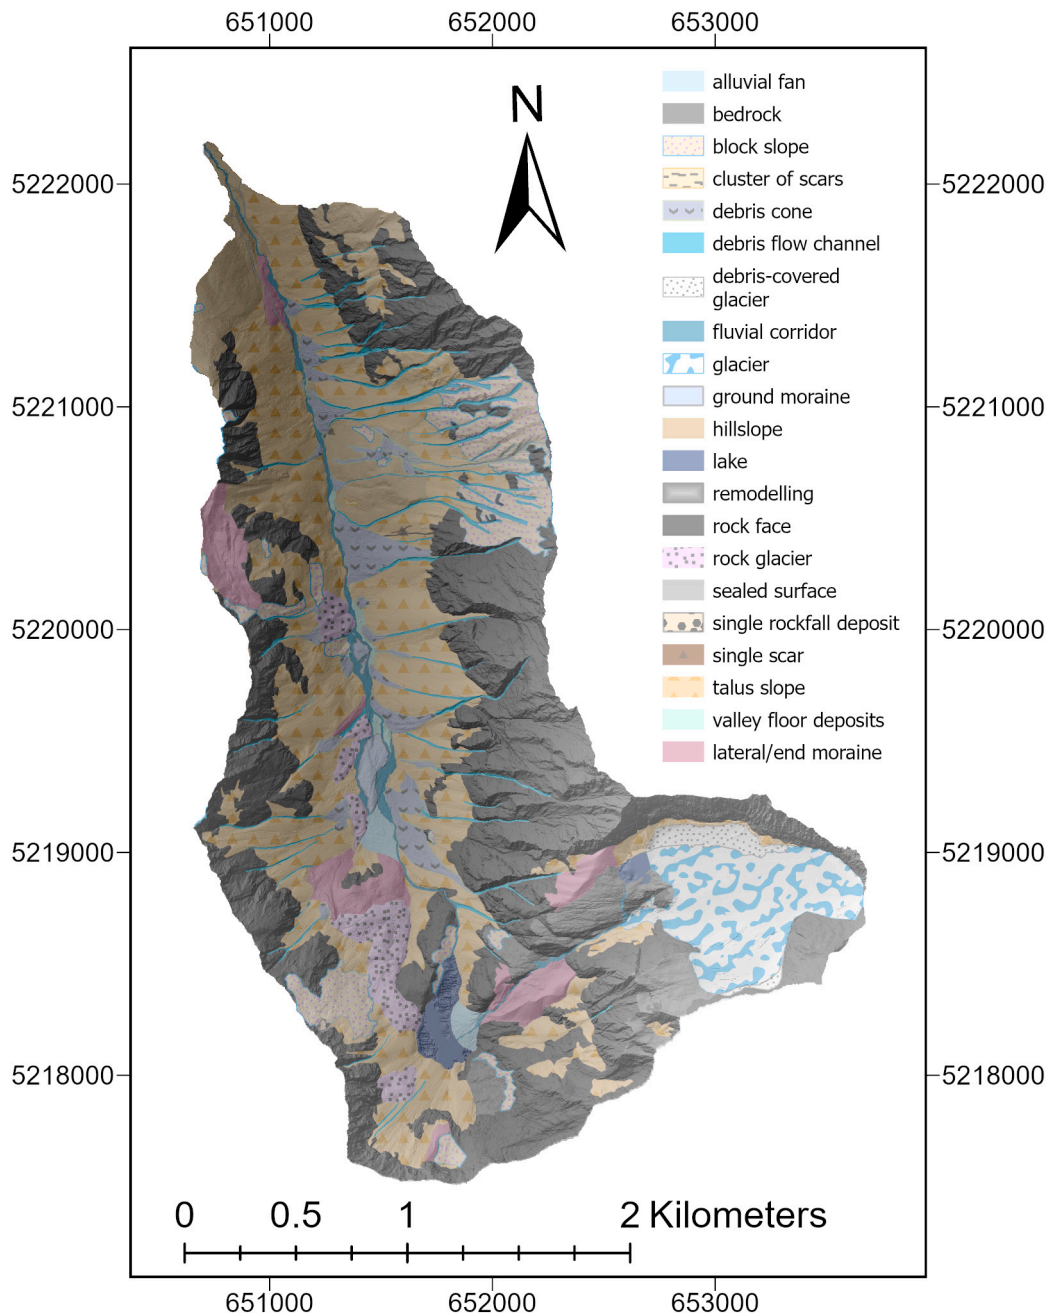 651000 652000 653000
N
alluvial fan
bedrock
block slope
cluster of scars
debris cone
debris flow channel
debris-covered
glacier
fluvial corridor
glacier
ground moraine
hillslope
lake
remodelling
rock face
rock glacier
sealed surface
single rockfall deposit
single scar
talus slope
valley floor deposits
lateral/end moraine
5222000 5222000
5221000 5221000
5220000 5220000
5219000 5219000
5218000 5218000
0 0.5 1 2 Kilometers
651000 652000 653000